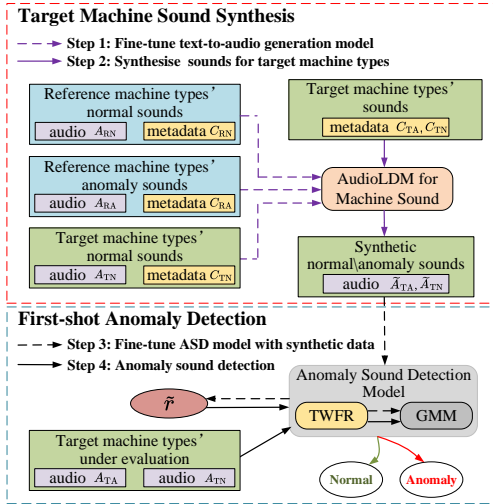 Target Machine Sound Synthesis
Step 1: Fine-tune text-to-audio generation model
Step 2: Synthesise sounds for target machine types
Reference machine types'
normal sounds
audio A_RN metadata C_RN
Target machine types'
sounds
metadata C_TA, C_TN
Reference machine types'
anomaly sounds
audio A_RA metadata C_RA
AudioLDM for
Machine Sound
Target machine types'
normal sounds
audio A_TN metadata C_TN
Synthetic
normal\anomaly sounds
audio Ã_TA, Ã_TN
First-shot Anomaly Detection
Step 3: Fine-tune ASD model with synthetic data
Step 4: Anomaly sound detection
Anomaly Sound Detection
Model
r̃
TWFR
GMM
Target machine types'
under evaluation
audio A_TA audio A_TN
Normal
Anomaly